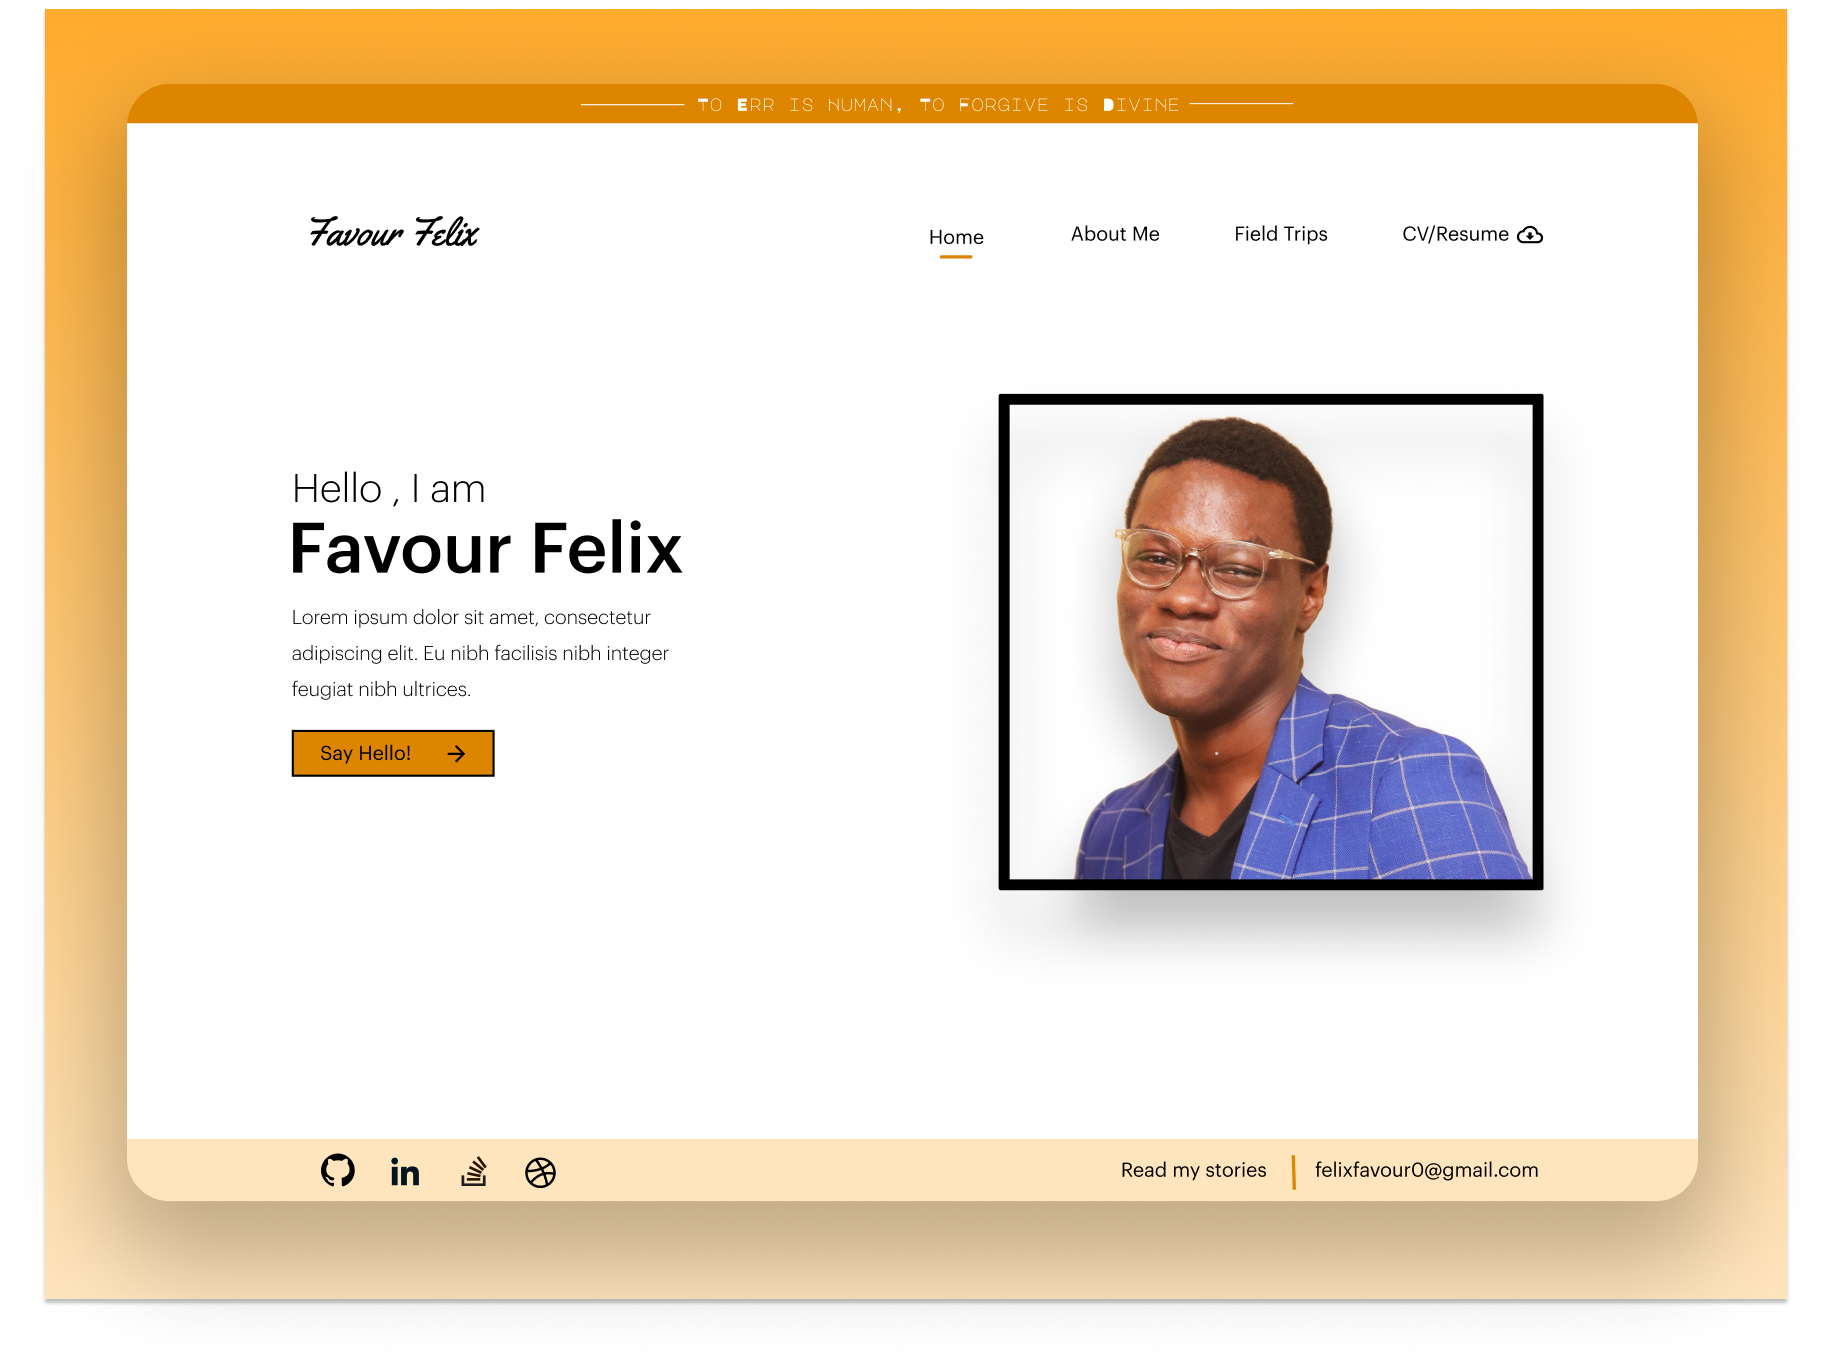 To Err is human, To Forgive is Divine
Favour Felix
Home
About Me
Field Trips
CV/Resume
Hello , I am
Favour Felix
Lorem ipsum dolor sit amet, consectetur
adipiscing elit. Eu nibh facilisis nibh integer
feugiat nibh ultrices.
Say Hello!
in
Read my stories
felixfavour0@gmail.com